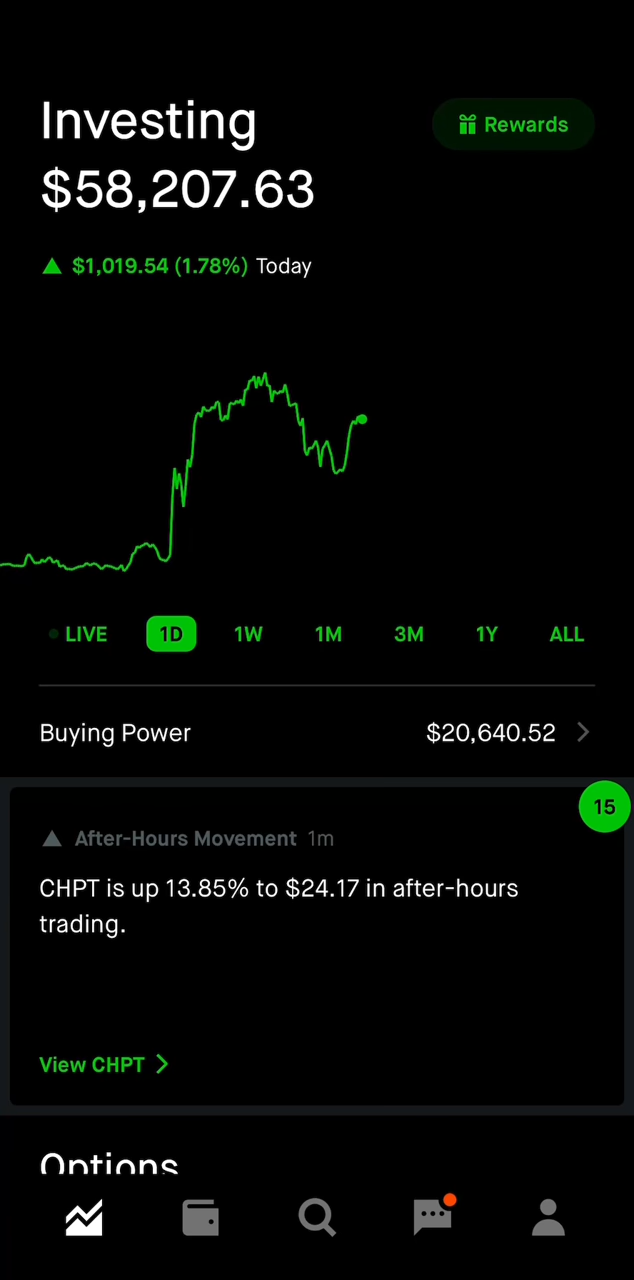 Investing
Rewards
$58,207.63
▲ $1,019.54 (1.78%) Today
LIVE 1D 1W 1M 3M 1Y ALL
Buying Power $20,640.52
15
▲ After-Hours Movement 1m
CHPT is up 13.85% to $24.17 in after-hours
trading.
View CHPT
Options